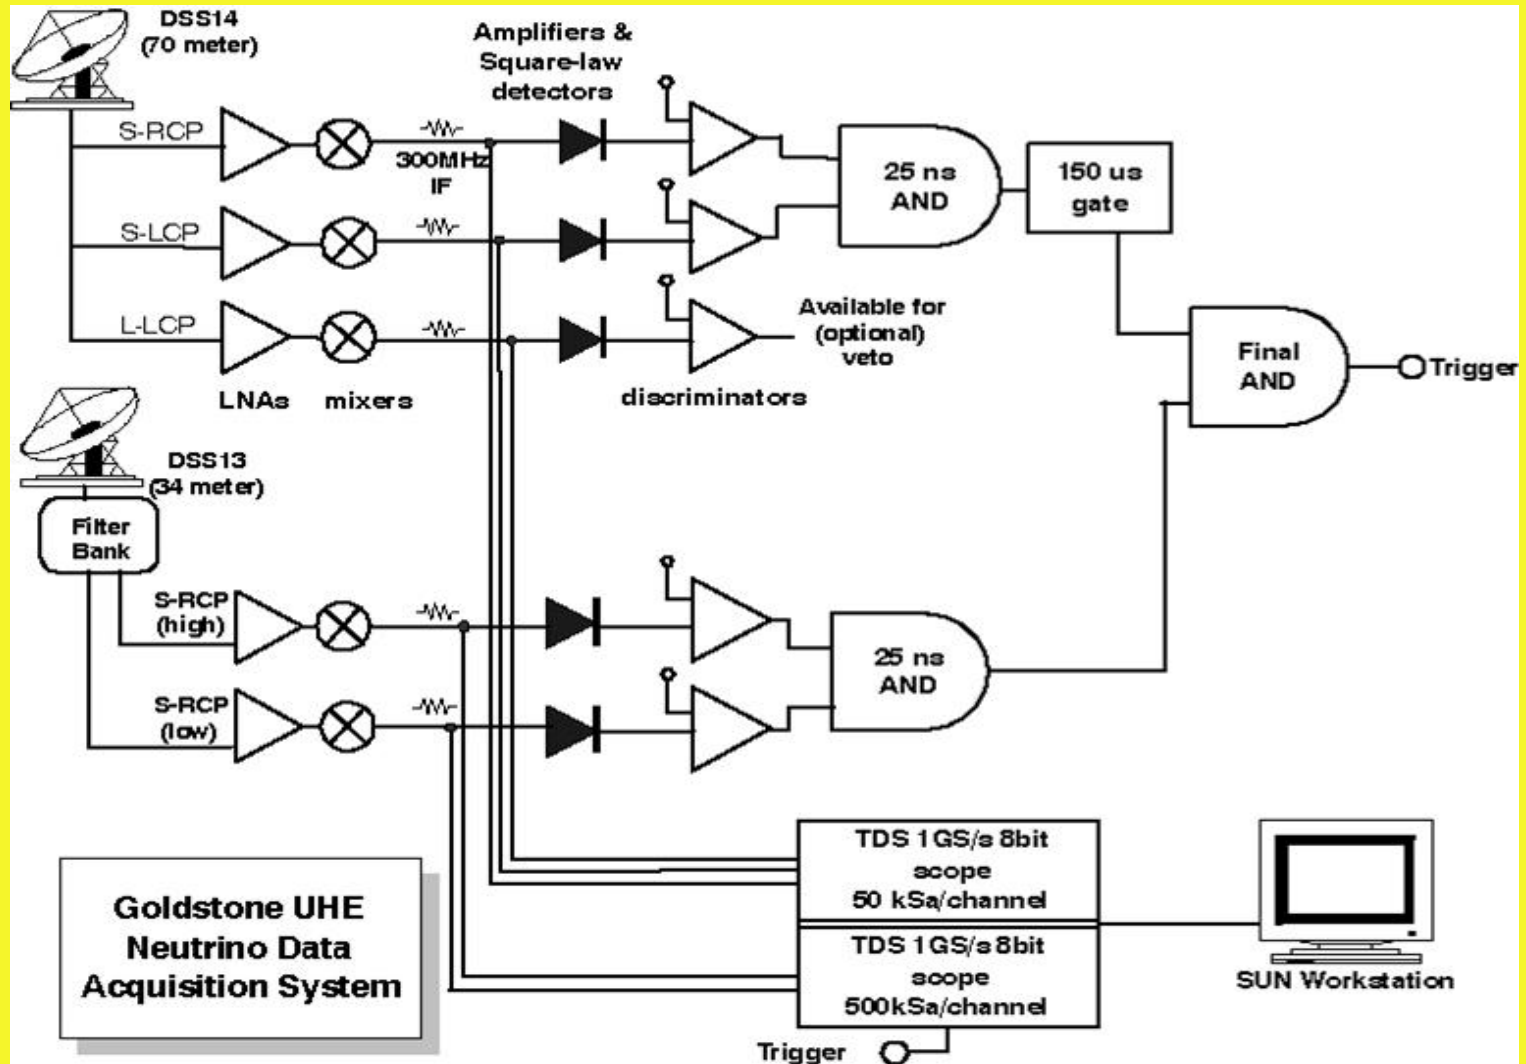 DSS14
(70 meter)
Amplifiers &
Square-law
detectors
S-RCP
300MHz
IF
25 ns
AND
150 us
gate
S-LCP
L-LCP
Available for
(optional)
veto
Final
AND
Trigger
LNAs
mixers
discriminators
DSS13
(34 meter)
Filter
Bank
S-RCP
(high)
25 ns
AND
S-RCP
(low)
TDS 1GS/s 8bit
scope
50 kSa/channel
TDS 1GS/s 8bit
scope
500kSa/channel
SUN Workstation
Goldstone UHE
Neutrino Data
Acquisition System
Trigger